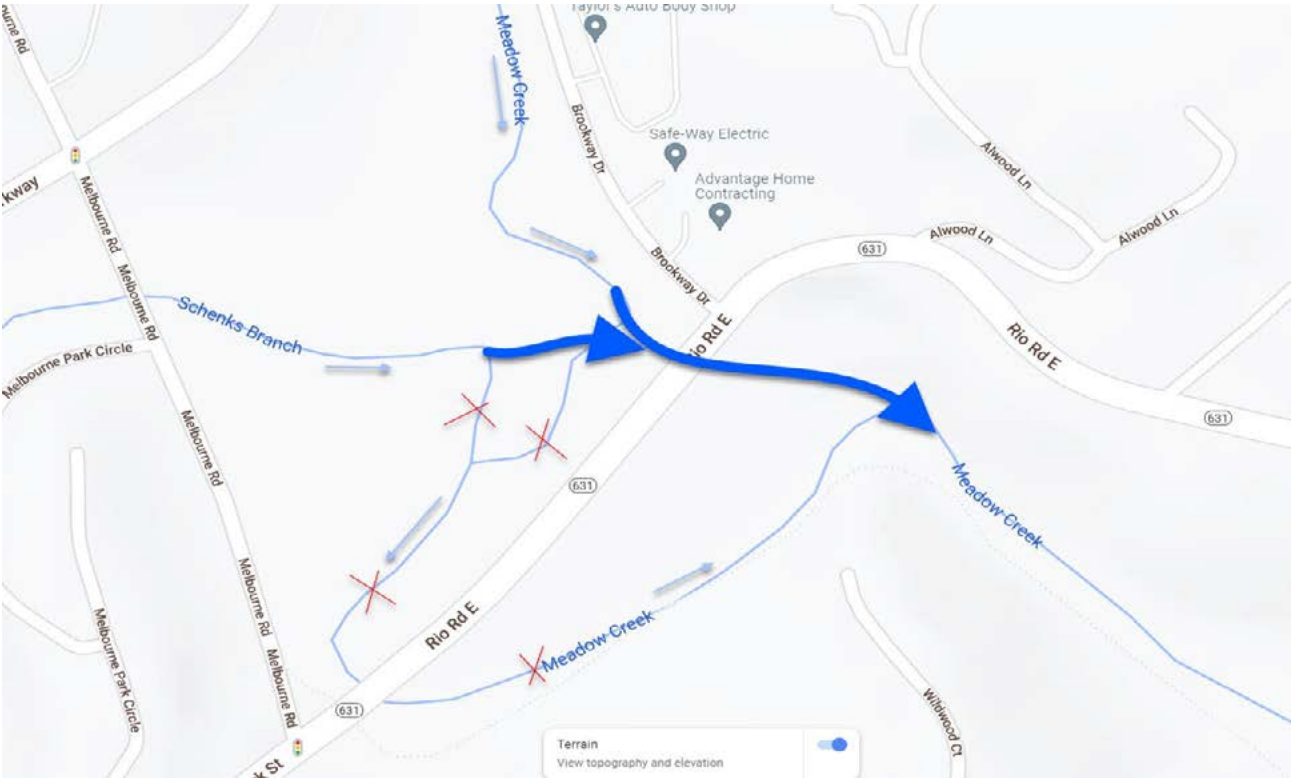 Taylor's Auto Body Shop
Meadow Creek
Brookway Dr
Safe-Way Electric
Advantage Home
Contracting
Alwood Ln
Alwood Ln
Alwood Ln
631
Melbourne Rd
Melbourne Rd
Melbourne Rd
Melbourne Rd
Brookway Dr
Schenks Branch
Melbourne Park Circle
Rio Rd E
631
Melbourne Rd
631
Meadow Creek
Melbourne Rd
Melbourne Park Circle
Rio Rd E
Meadow Creek
Melbourne Rd
631
Wildwood Ct
Terrain
View topography and elevation